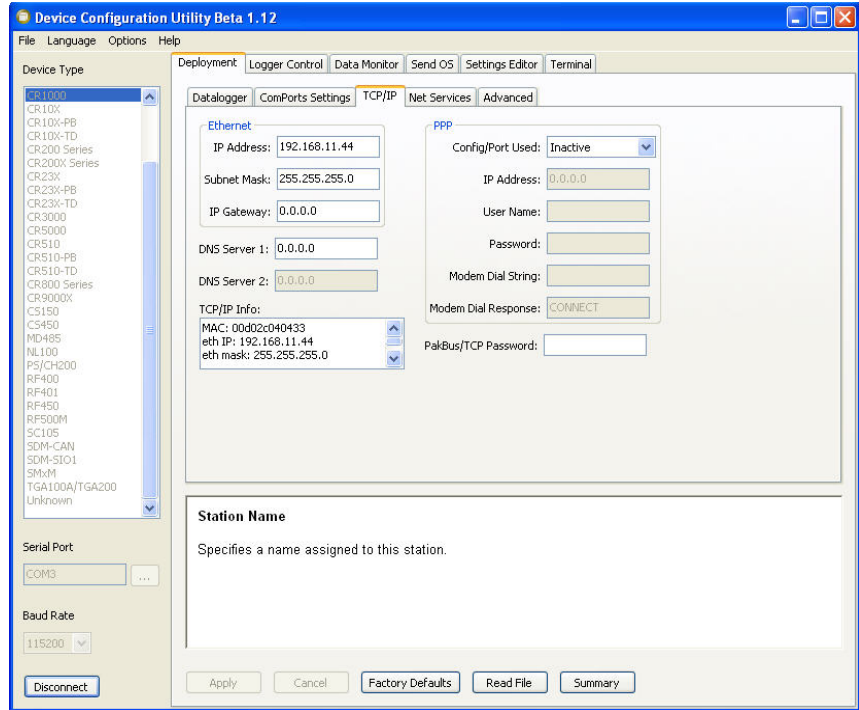 Device Configuration Utility Beta 1.12
File Language Options Help
Device Type
CR1000
CR10X
CR10X-PB
CR10X-TD
CR200 Series
CR200X Series
CR23X
CR23X-PB
CR23X-TD
CR3000
CR5000
CR510
CR510-PB
CR510-TD
CR800 Series
CR9000X
CS150
CS450
MD485
NL100
PS/CH200
RF400
RF401
RF450
RF500M
SC105
SDM-CAN
SDM-SIO1
SMxM
TGA100A/TGA200
Unknown
Serial Port
COM3 ...
Baud Rate
115200
Disconnect
Deployment Logger Control Data Monitor Send OS Settings Editor Terminal
Datalogger ComPorts Settings TCP/IP Net Services Advanced
Ethernet
IP Address: 192.168.11.44
Subnet Mask: 255.255.255.0
IP Gateway: 0.0.0.0
DNS Server 1: 0.0.0.0
DNS Server 2: 0.0.0.0
TCP/IP Info:
MAC: 00d02c040433
eth IP: 192.168.11.44
eth mask: 255.255.255.0
PPP
Config/Port Used: Inactive
IP Address: 0.0.0.0
User Name:
Password:
Modem Dial String:
Modem Dial Response: CONNECT
PakBus/TCP Password:
Station Name
Specifies a name assigned to this station.
Apply Cancel Factory Defaults Read File Summary